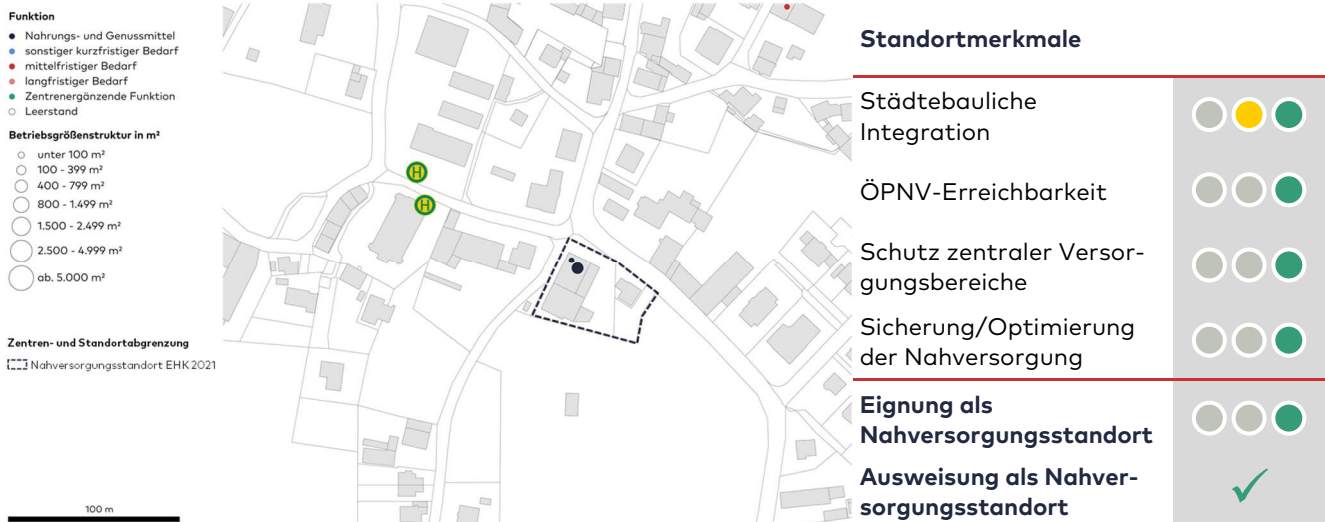 Funktion
Nahrungs- und Genussmittel
sonstiger kurzfristiger Bedarf
mittelfristiger Bedarf
langfristiger Bedarf
Zentrenergänzende Funktion
Leerstand
Betriebsgrößenstruktur in m²
unter 100 m²
100 - 399 m²
400 - 799 m²
800 - 1.499 m²
1.500 - 2.499 m²
2.500 - 4.999 m²
ab. 5.000 m²
Zentren- und Standortabgrenzung
Nahversorgungsstandort EHK 2021
100 m
H
H
Standortmerkmale
Städtebauliche
Integration
ÖPNV-Erreichbarkeit
Schutz zentraler Versor-
gungsbereiche
Sicherung/Optimierung
der Nahversorgung
Eignung als
Nahversorgungsstandort
Ausweisung als Nahver-
sorgungsstandort